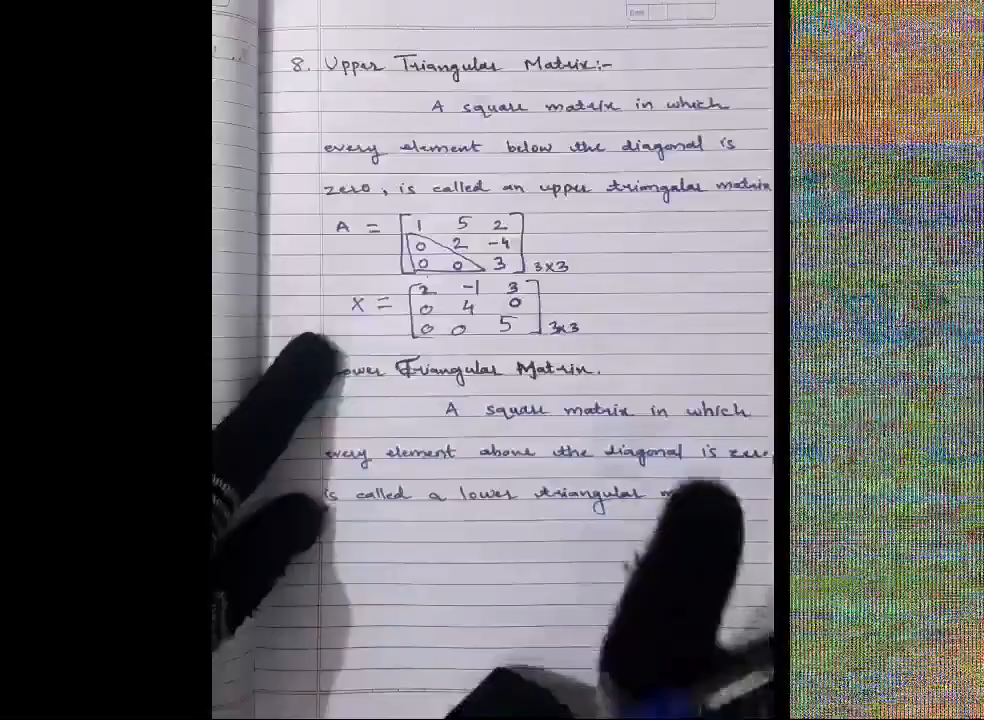 8. Upper Triangular Matrix:-
A square matrix in which
every element below the diagonal is
zero, is called an upper triangular matrix
A = [1 5 2
0 2 -4
0 0 3] 3x3
X = [2 -1 3
0 4 0
0 0 5] 3x3
ower Triangular Matrix.
A square matrix in which
every element above the diagonal is zero
is called a lower triangular